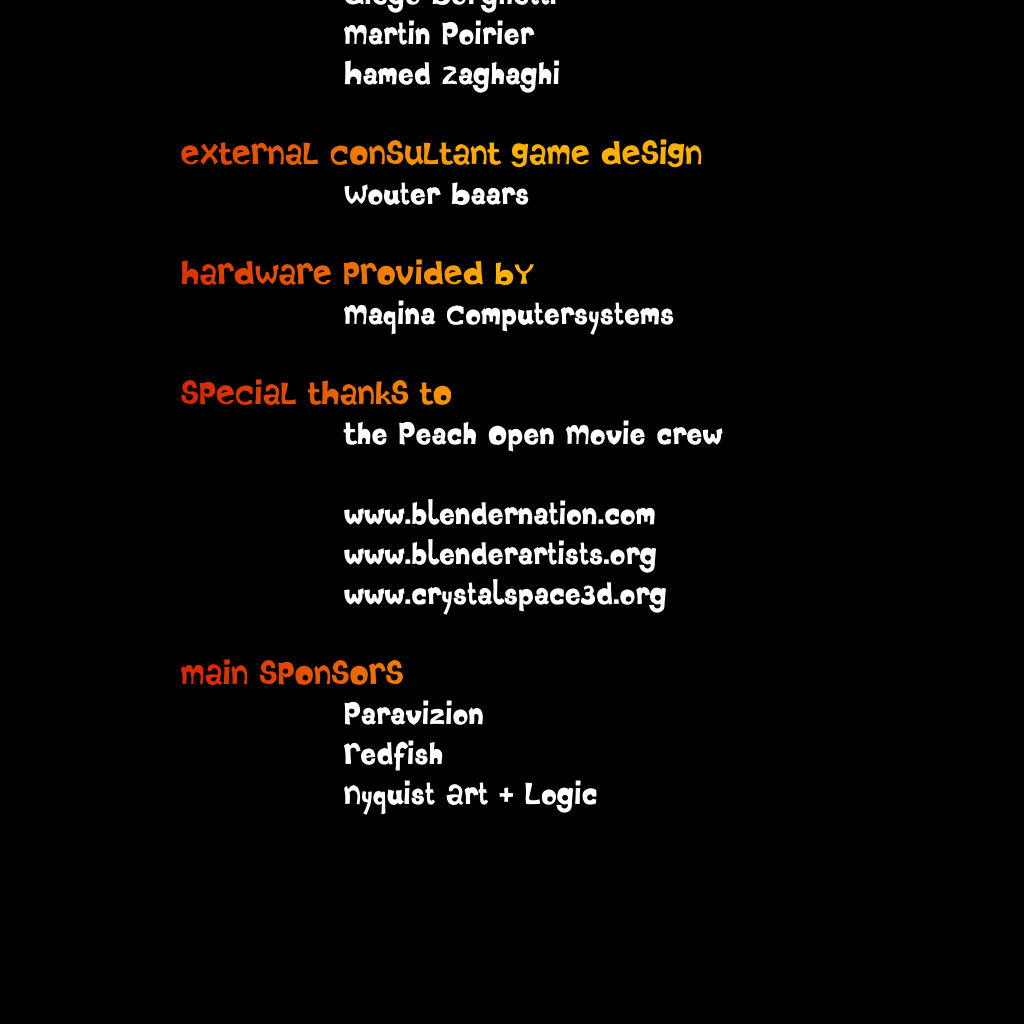 Martin Poirier
hamed Zaghaghi
external consultant game design
Wouter Baars
hardware provided by
Maqina Computersystems
special thanks to
the Peach Open Movie crew
www.blendernation.com
www.blenderartists.org
www.crystalspace3d.org
main sponsors
Paravizion
redfish
Nyquist Art + Logic